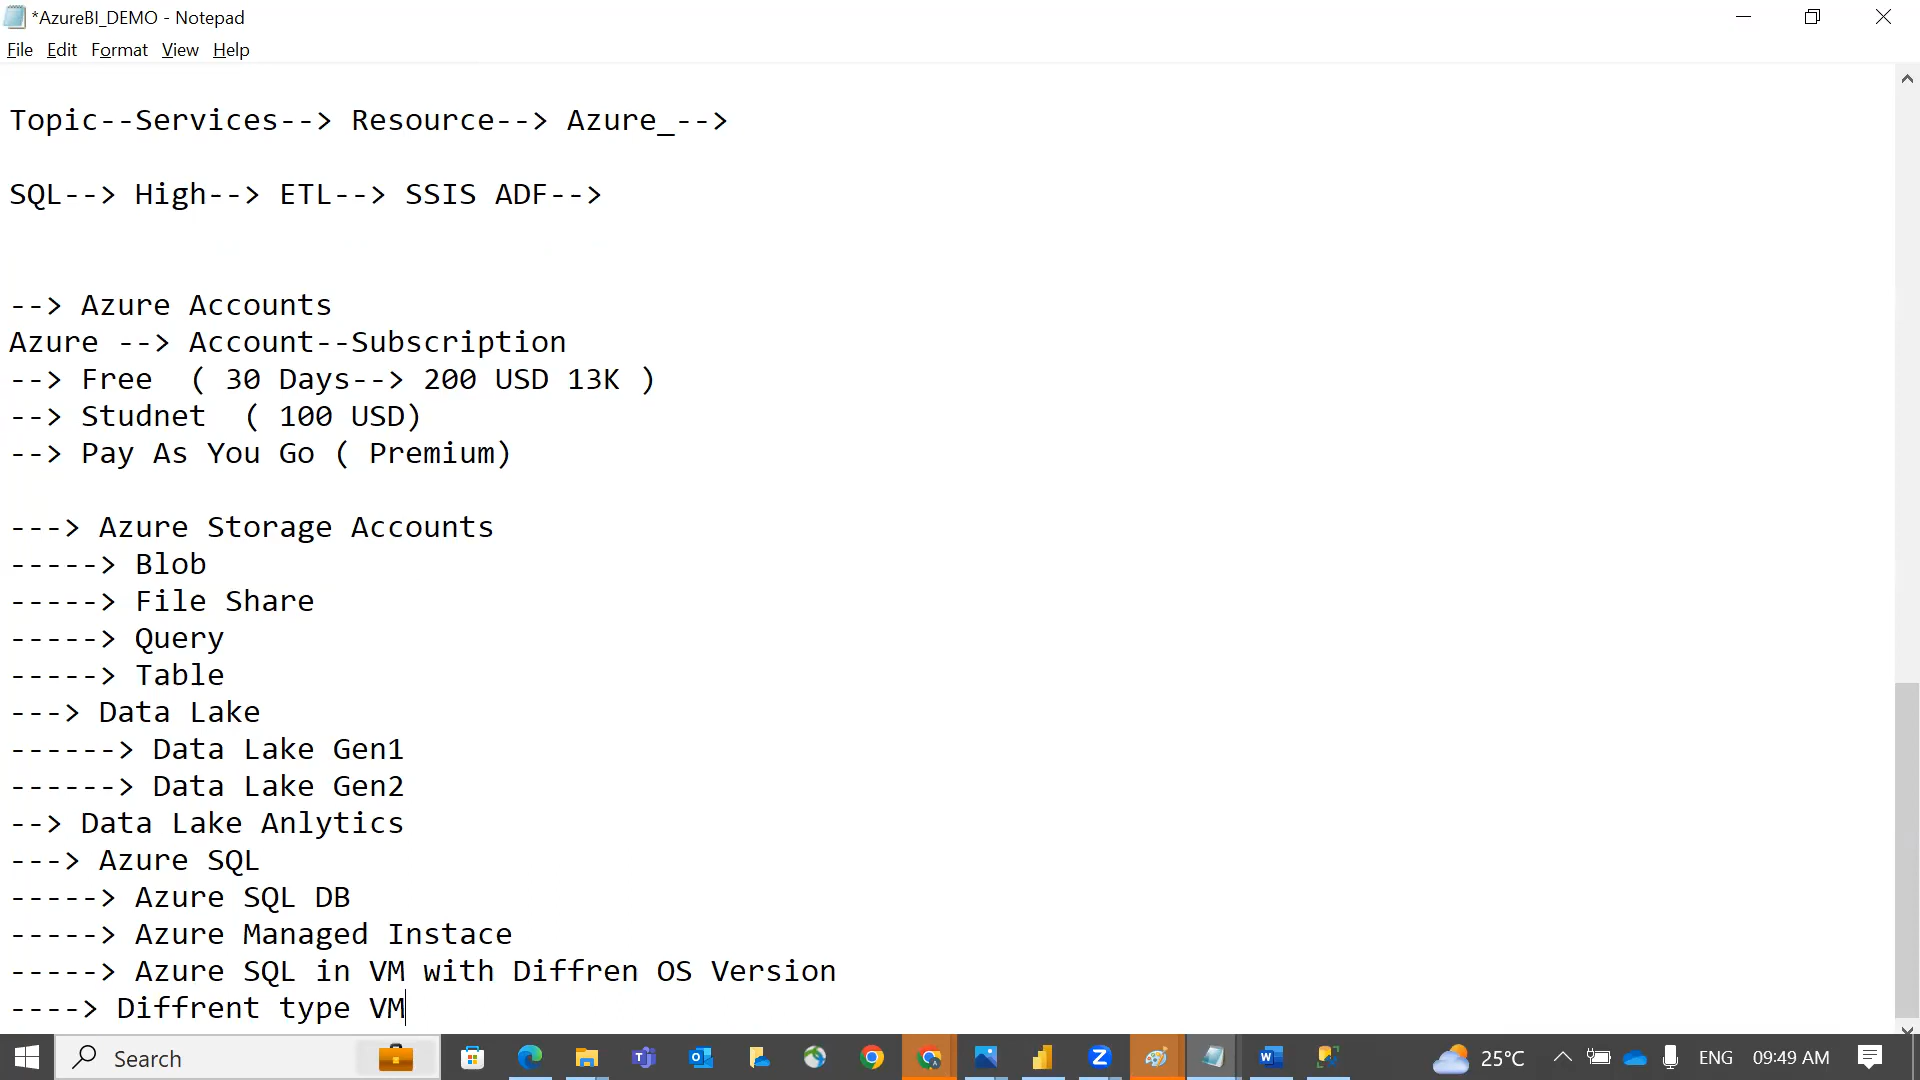 *AzureBI_DEMO - Notepad
File Edit Format View Help
Topic--Services--> Resource--> Azure_-->
SQL--> High--> ETL--> SSIS ADF-->
--> Azure Accounts
Azure --> Account--Subscription
--> Free  ( 30 Days--> 200 USD 13K )
--> Studnet  ( 100 USD)
--> Pay As You Go ( Premium)
---> Azure Storage Accounts
-----> Blob
-----> File Share
-----> Query
-----> Table
---> Data Lake
------> Data Lake Gen1
------> Data Lake Gen2
--> Data Lake Anlytics
---> Azure SQL
-----> Azure SQL DB
-----> Azure Managed Instace
-----> Azure SQL in VM with Diffren OS Version
----> Diffrent type VM
Search 25°C ENG 09:49 AM